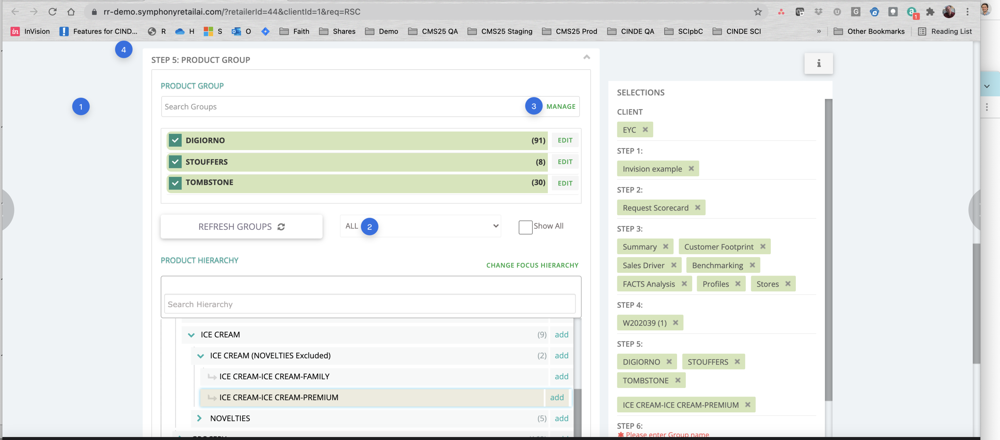 rr-demo.symphonyretailai.com/?retailerId=44&clientId=1&req=RSC
1
in InVision Features for CIND... R H S O Faith Shares Demo CMS25 QA CMS25 Staging CMS25 Prod CINDE QA SCIpbC CINDE SCI » Other Bookmarks Reading List
4
STEP 5: PRODUCT GROUP
PRODUCT GROUP
1
Search Groups 3 MANAGE
DIGIORNO (91) EDIT
STOUFFERS (8) EDIT
TOMBSTONE (30) EDIT
REFRESH GROUPS ALL 2 Show All
PRODUCT HIERARCHY
CHANGE FOCUS HIERARCHY
Search Hierarchy
ICE CREAM (9) add
ICE CREAM (NOVELTIES Excluded) (2) add
ICE CREAM-ICE CREAM-FAMILY add
ICE CREAM-ICE CREAM-PREMIUM add
NOVELTIES (5) add
i
SELECTIONS
CLIENT
EYC
STEP 1:
Invision example
STEP 2:
Request Scorecard
STEP 3:
Summary Customer Footprint
Sales Driver Benchmarking
FACTS Analysis Profiles Stores
STEP 4:
W202039 (1)
STEP 5:
DIGIORNO STOUFFERS
TOMBSTONE
ICE CREAM-ICE CREAM-PREMIUM
STEP 6:
* Please enter Group name